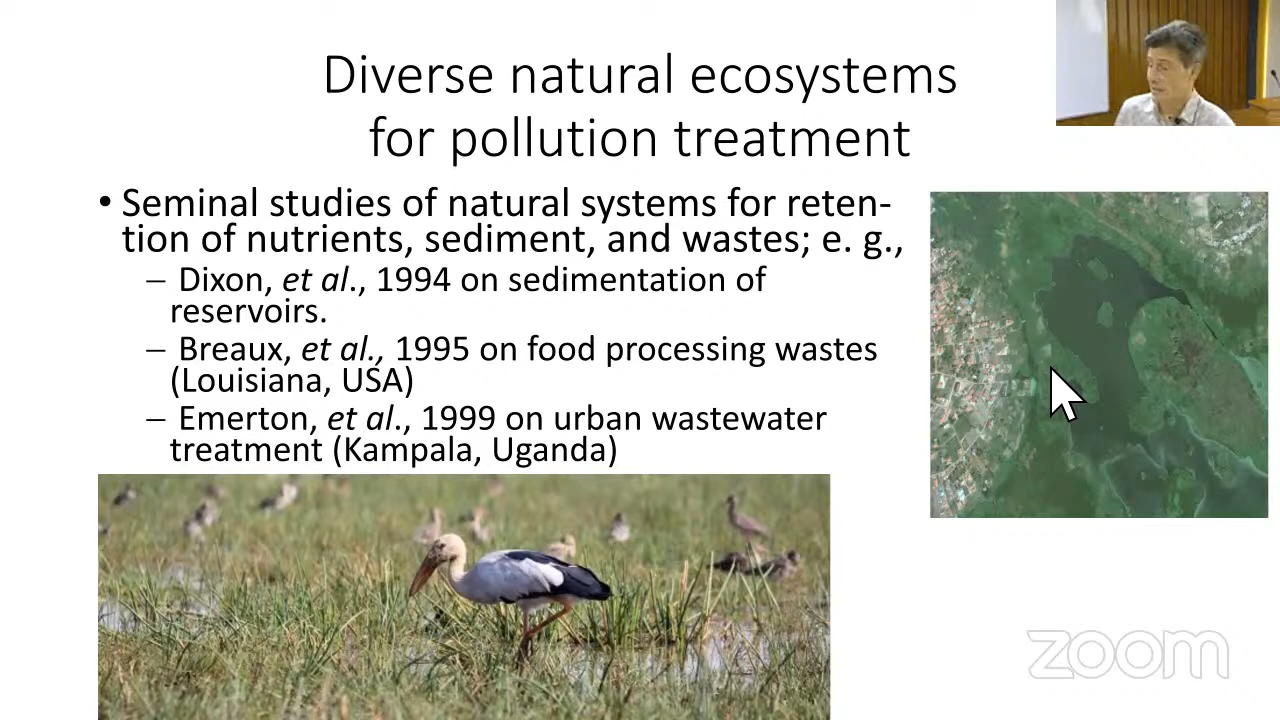 Diverse natural ecosystems
for pollution treatment
• Seminal studies of natural systems for reten-
tion of nutrients, sediment, and wastes; e. g.,
– Dixon, et al., 1994 on sedimentation of
reservoirs.
– Breaux, et al., 1995 on food processing wastes
(Louisiana, USA)
– Emerton, et al., 1999 on urban wastewater
treatment (Kampala, Uganda)
zoom